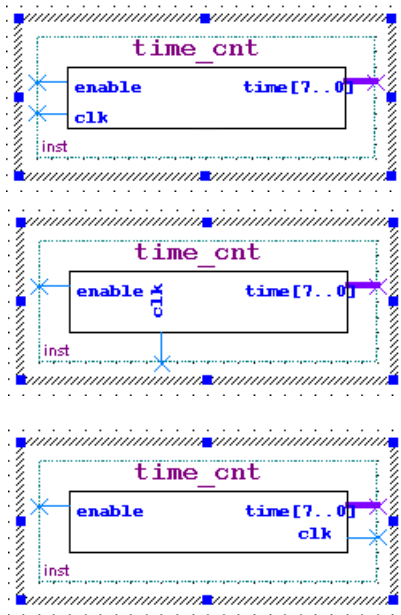 time_cnt
enable time[7..0]
clk
inst
time_cnt
enable clk time[7..0]
inst
time_cnt
enable time[7..0]
clk
inst